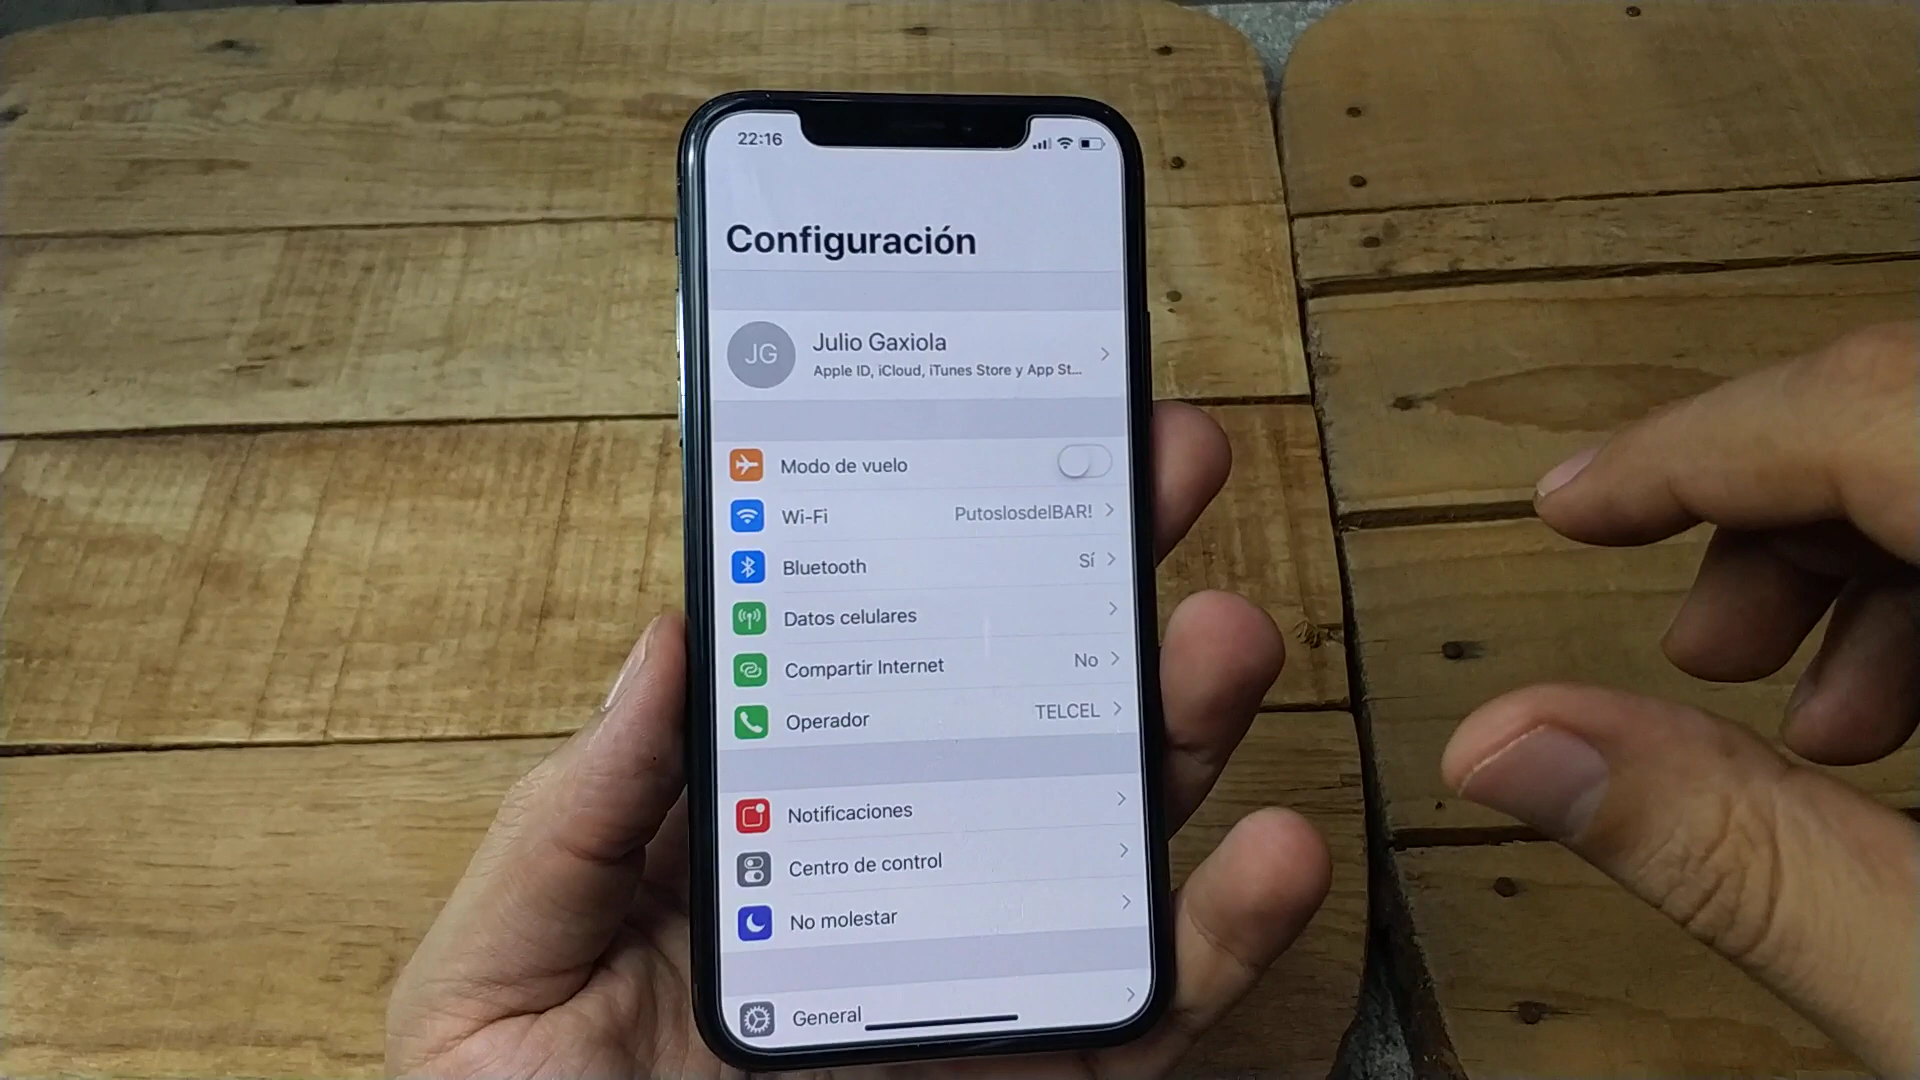 22:16
Configuración
JG
Julio Gaxiola
Apple ID, iCloud, iTunes Store y App St...
Modo de vuelo
Wi-Fi PutoslosdelBAR!
Bluetooth Sí
Datos celulares
Compartir Internet No
Operador TELCEL
Notificaciones
Centro de control
No molestar
General